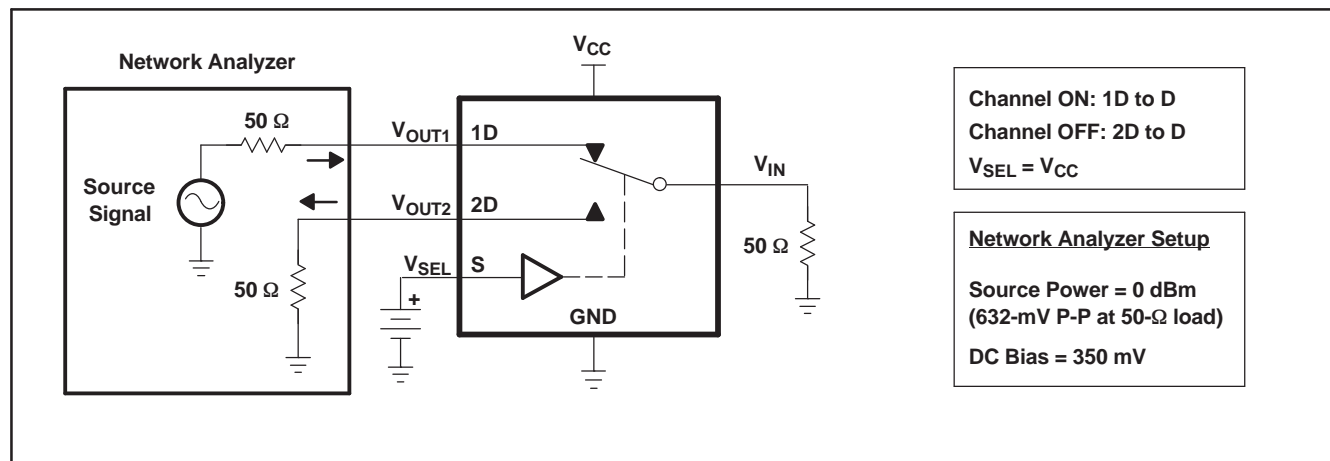 V_CC
Network Analyzer
50 Ω
V_OUT1
1D
Source
Signal
V_OUT2
2D
V_IN
50 Ω
V_SEL
S
+
50 Ω
GND
Channel ON: 1D to D
Channel OFF: 2D to D
V_SEL = V_CC
Network Analyzer Setup
Source Power = 0 dBm
(632-mV P-P at 50-Ω load)
DC Bias = 350 mV